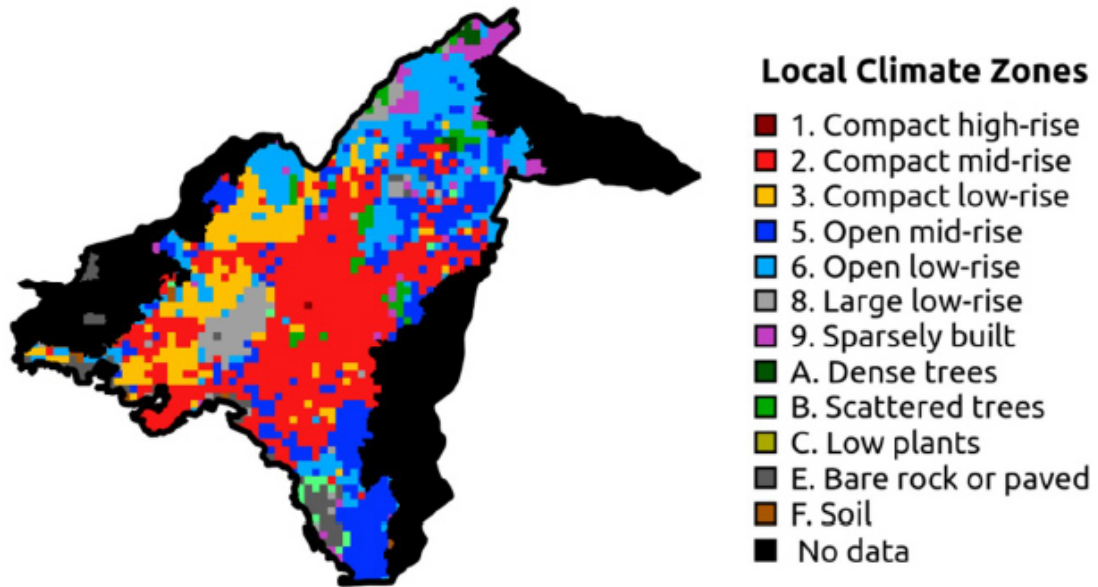 Local Climate Zones
1. Compact high-rise
2. Compact mid-rise
3. Compact low-rise
5. Open mid-rise
6. Open low-rise
8. Large low-rise
9. Sparsely built
A. Dense trees
B. Scattered trees
C. Low plants
E. Bare rock or paved
F. Soil
No data